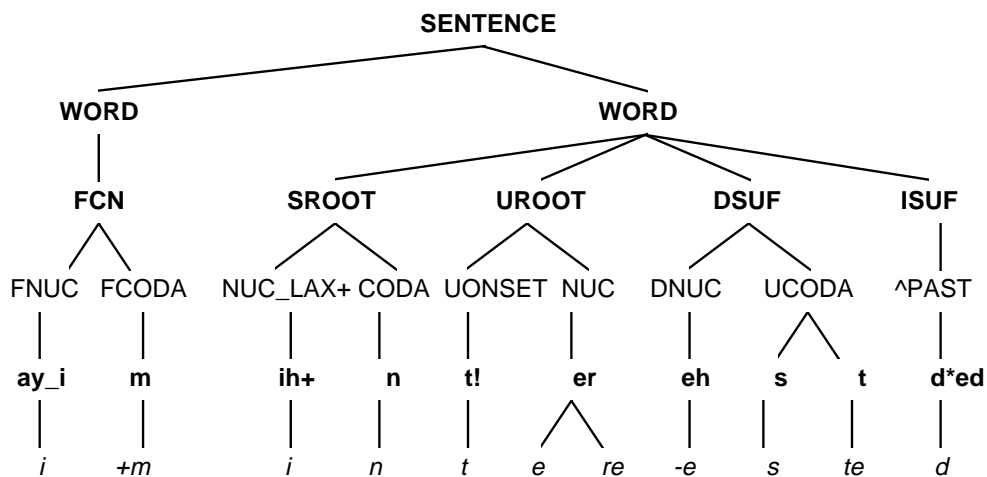 SENTENCE
WORD WORD
FCN SROOT UROOT DSUF ISUF
FNUC FCODA NUC_LAX+ CODA UONSET NUC DNUC UCODA ^PAST
ay_i m ih+ n t! er eh s t d*ed
i +m i n t e re -e s te d